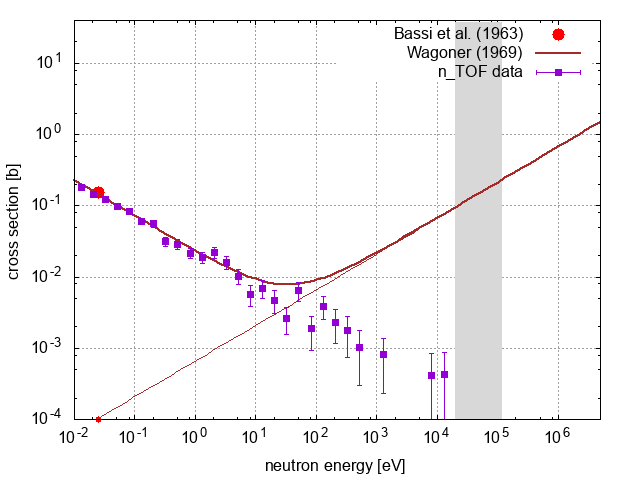 Bassi et al. (1963)
Wagoner (1969)
n_TOF data
10^1
10^0
10^-1
10^-2
10^-3
10^-4
cross section [b]
10^-2 10^-1 10^0 10^1 10^2 10^3 10^4 10^5 10^6
neutron energy [eV]